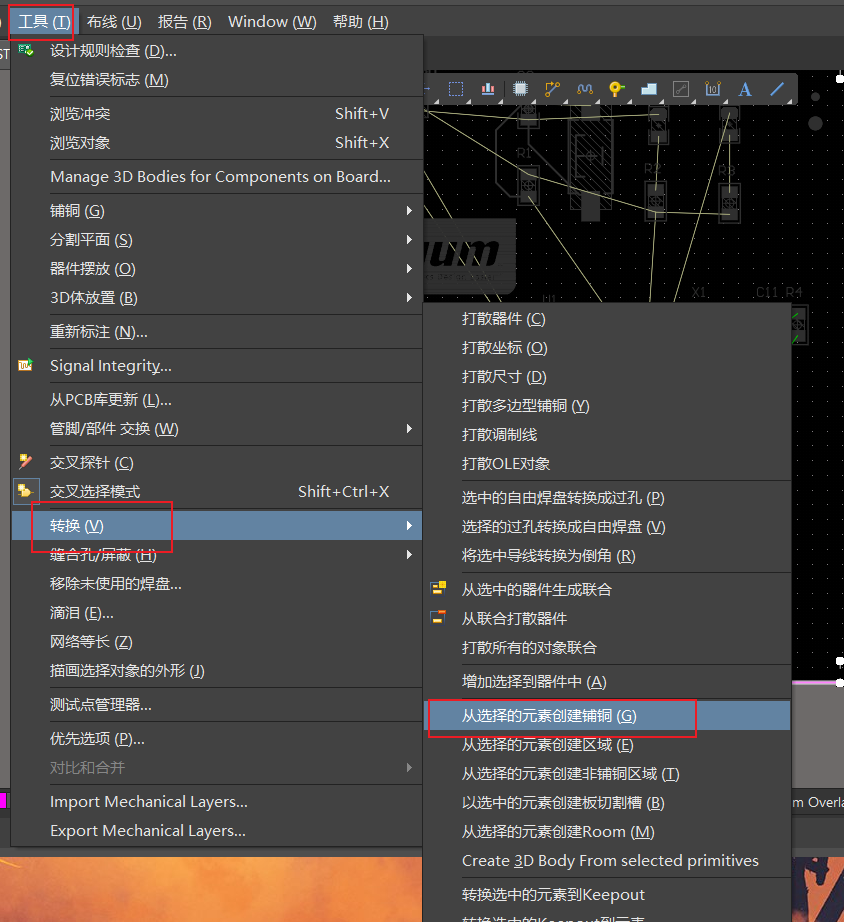 工具 (T) 布线 (U) 报告 (R) Window (W) 帮助 (H)
ST
设计规则检查 (D)...
复位错误标志 (M)
浏览冲突 Shift+V
浏览对象 Shift+X
Manage 3D Bodies for Components on Board...
铺铜 (G)
分割平面 (S)
器件摆放 (O)
3D体放置 (B)
重新标注 (N)...
Signal Integrity...
从PCB库更新 (L)...
管脚/部件 交换 (W)
交叉探针 (C)
交叉选择模式 Shift+Ctrl+X
转换 (V)
缝合孔/屏蔽 (H)
移除未使用的焊盘...
滴泪 (E)...
网络等长 (Z)
描画选择对象的外形 (J)
测试点管理器...
优先选项 (P)...
对比和合并
Import Mechanical Layers...
Export Mechanical Layers...
R1
R2
R3
um
X1
C11 R4
打散器件 (C)
打散坐标 (O)
打散尺寸 (D)
打散多边型铺铜 (Y)
打散调制线
打散OLE对象
选中的自由焊盘转换成过孔 (P)
选择的过孔转换成自由焊盘 (V)
将选中导线转换为倒角 (R)
从选中的器件生成联合
从联合打散器件
打散所有的对象联合
增加选择到器件中 (A)
从选择的元素创建铺铜 (G)
从选择的元素创建区域 (E)
从选择的元素创建非铺铜区域 (T)
以选中的元素创建板切割槽 (B)
从选择的元素创建Room (M)
Create 3D Body From selected primitives
转换选中的元素到Keepout
m Overla